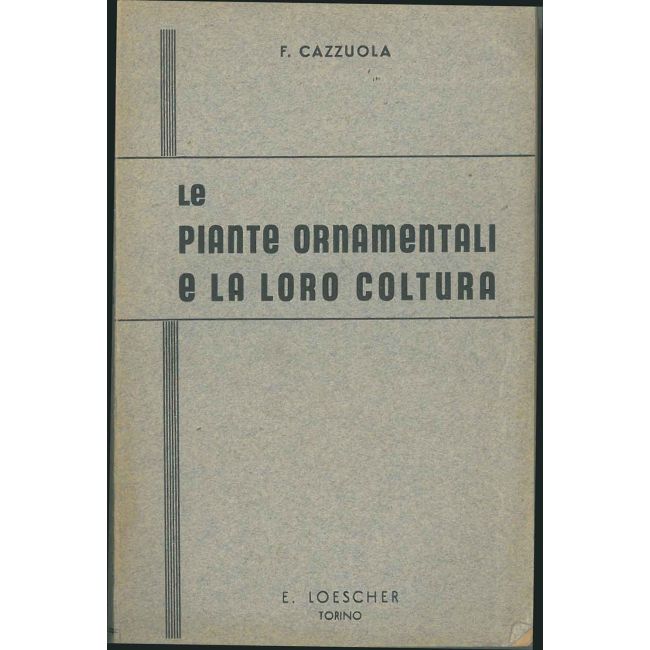 F. CAZZUOLA
Le
PIANTE ORNAMENTALI
e LA LORO COLTURA
E. LOESCHER
TORINO